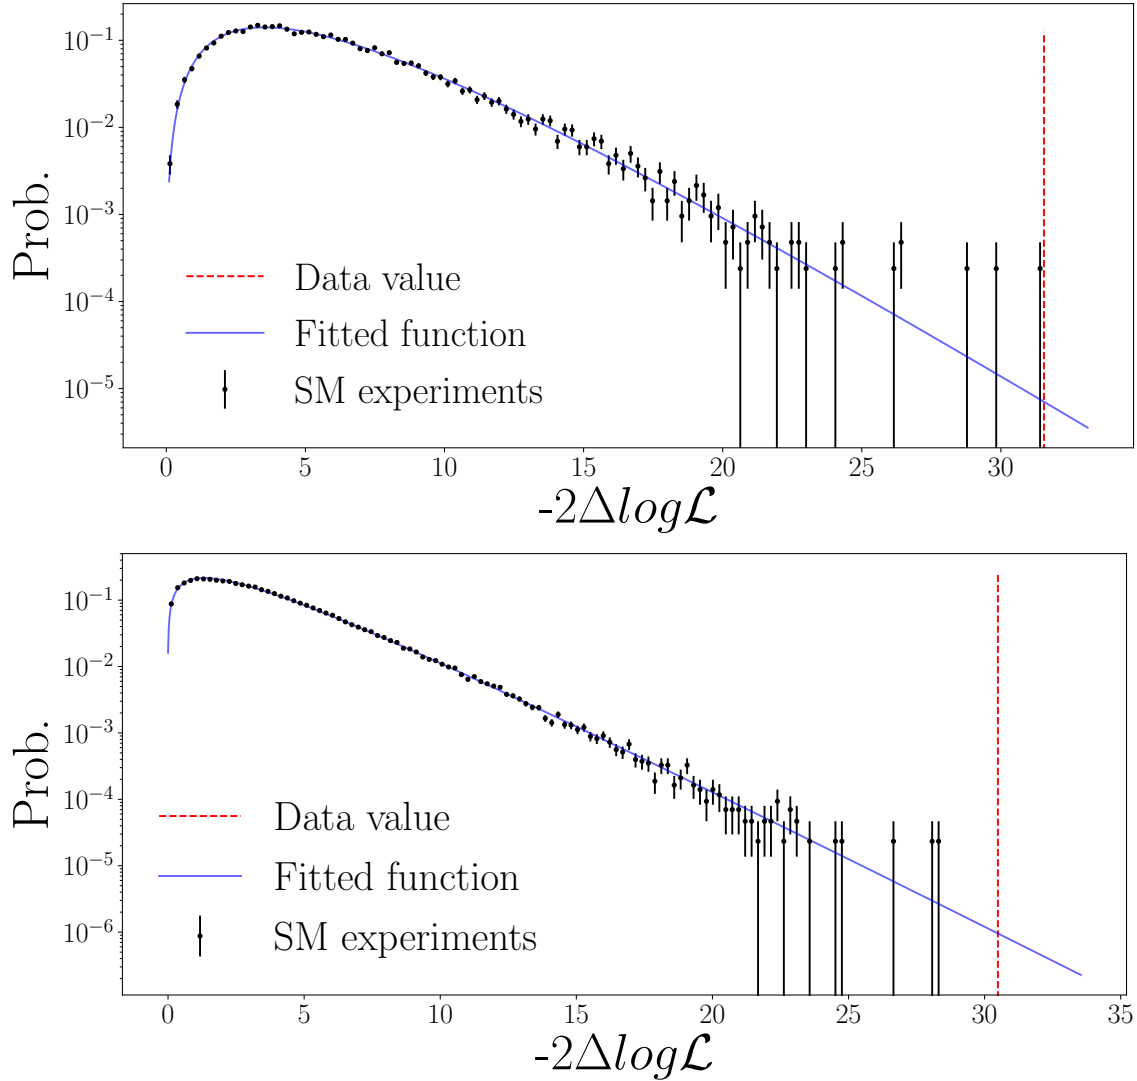 10⁻¹
10⁻²
10⁻³
10⁻⁴
10⁻⁵
Prob.
Data value
Fitted function
SM experiments
0 5 10 15 20 25 30
-2Δlogℒ
10⁻¹
10⁻²
10⁻³
10⁻⁴
10⁻⁵
10⁻⁶
Prob.
Data value
Fitted function
SM experiments
0 5 10 15 20 25 30 35
-2Δlogℒ